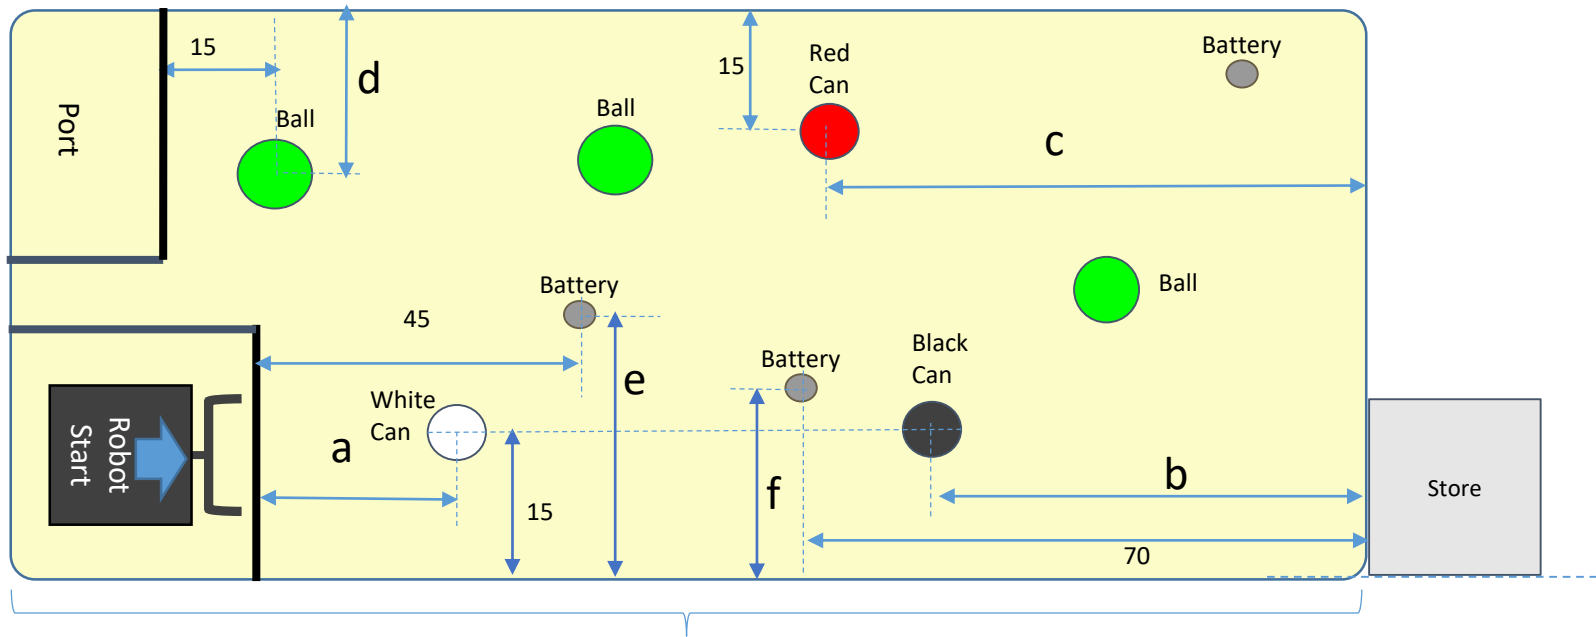 15
d
15
Red
Can
Battery
Port
Ball
Ball
c
Battery
45
Ball
e
Battery
Black
Can
White
Can
Robot
Start
a
f
15
b
70
Store